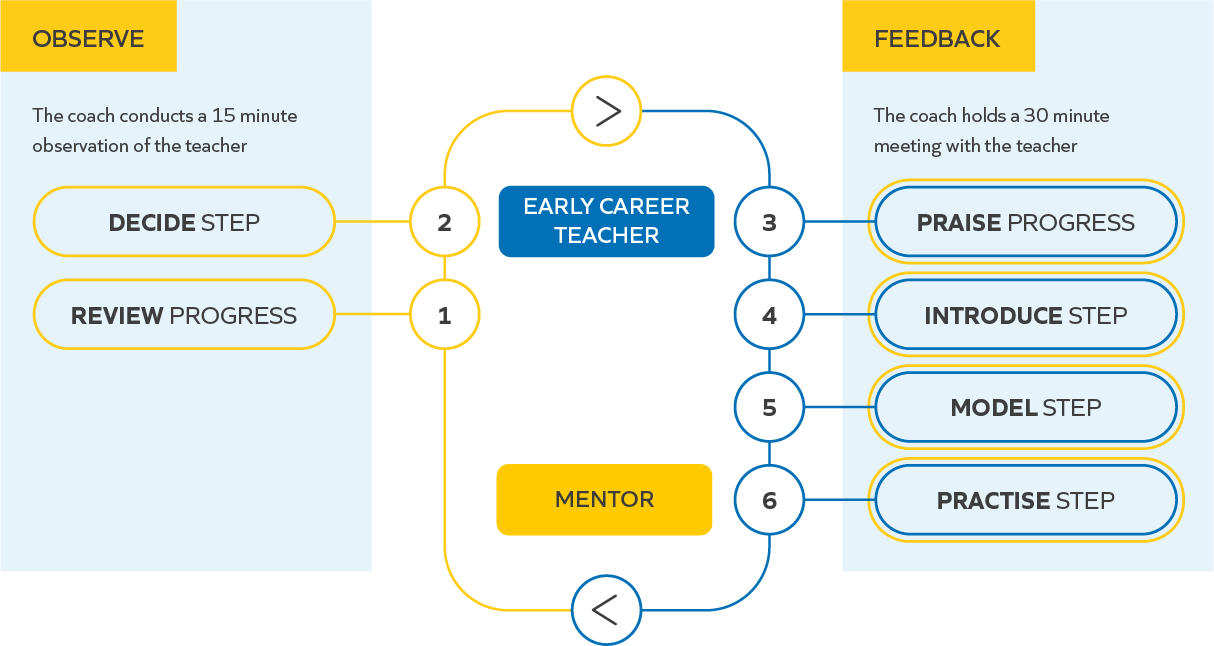 OBSERVE
The coach conducts a 15 minute
observation of the teacher
DECIDE STEP
REVIEW PROGRESS
2
1
>
EARLY CAREER
TEACHER
MENTOR
<
3
4
5
6
FEEDBACK
The coach holds a 30 minute
meeting with the teacher
PRAISE PROGRESS
INTRODUCE STEP
MODEL STEP
PRACTISE STEP